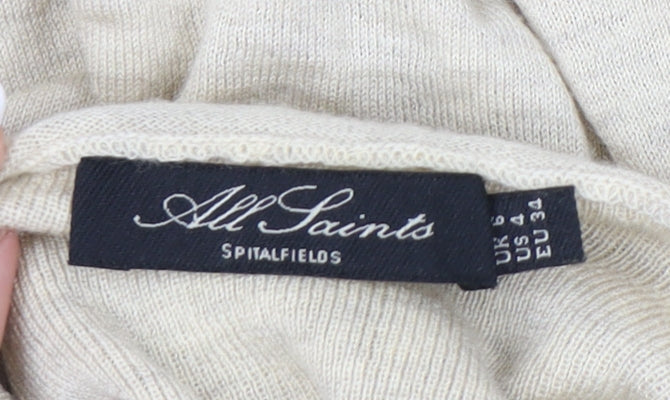 All Saints
SPITALFIELDS
UK 6
US 4
EU 34